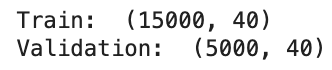 Train:  (15000, 40)
Validation:  (5000, 40)